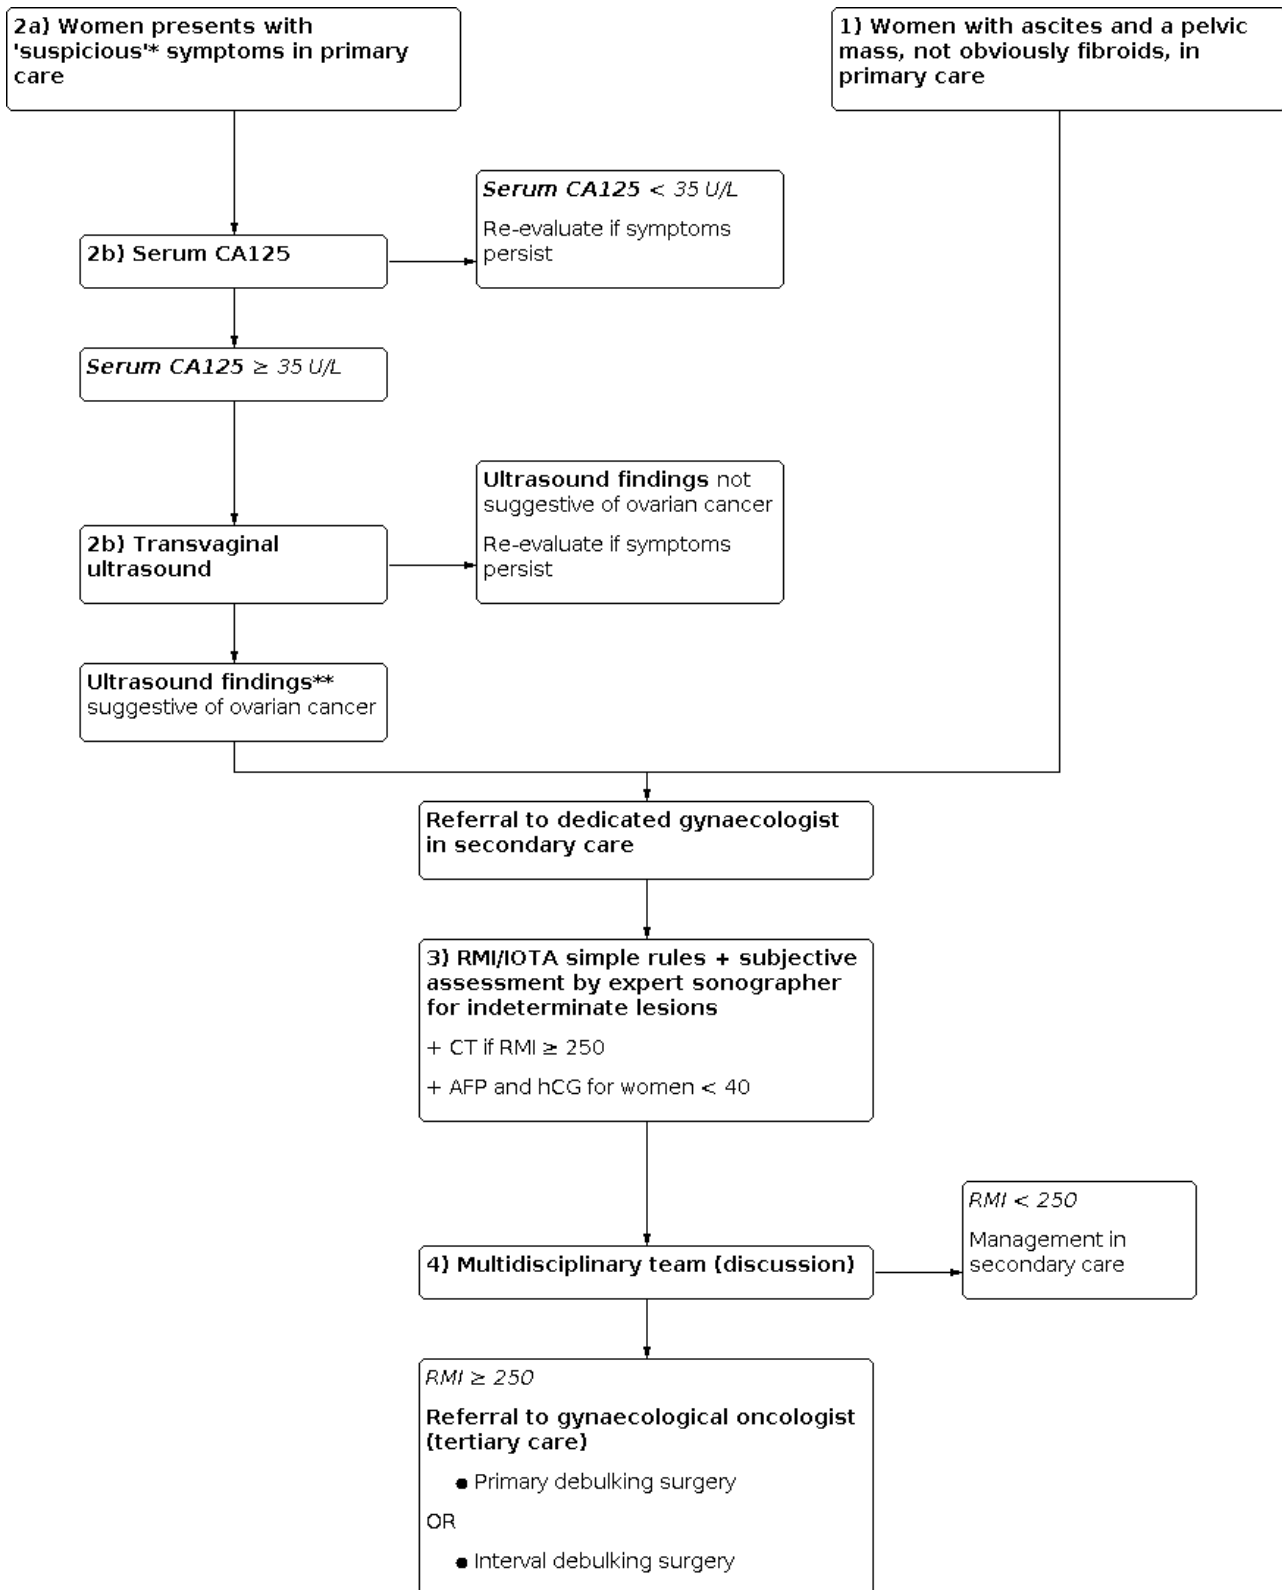 2a) Women presents with
'suspicious'* symptoms in primary
care
1) Women with ascites and a pelvic
mass, not obviously fibroids, in
primary care
Serum CA125 < 35 U/L
Re-evaluate if symptoms
persist
2b) Serum CA125
Serum CA125 ≥ 35 U/L
Ultrasound findings not
suggestive of ovarian cancer
Re-evaluate if symptoms
persist
2b) Transvaginal
ultrasound
Ultrasound findings**
suggestive of ovarian cancer
Referral to dedicated gynaecologist
in secondary care
3) RMI/IOTA simple rules + subjective
assessment by expert sonographer
for indeterminate lesions
+ CT if RMI ≥ 250
+ AFP and hCG for women < 40
RMI < 250
Management in
secondary care
4) Multidisciplinary team (discussion)
RMI ≥ 250
Referral to gynaecological oncologist
(tertiary care)
● Primary debulking surgery
OR
● Interval debulking surgery